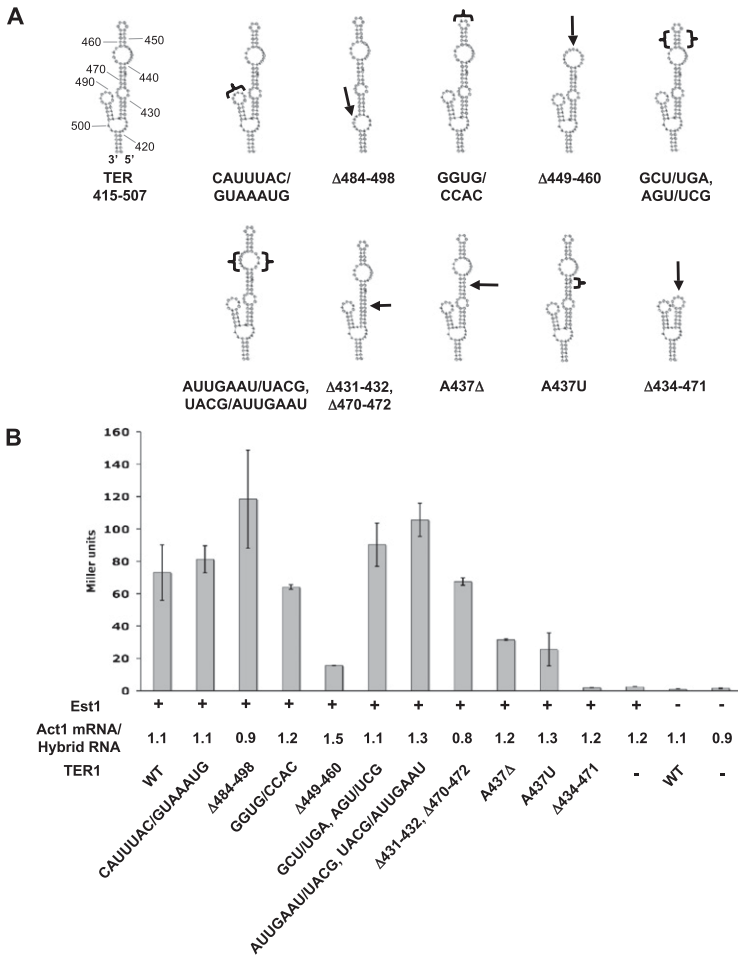 A
460
450
470
440
490
430
500
420
3' 5'
TER
415-507
CAUUUAC/
GUAAAUG
Δ484-498
GGUG/
CCAC
Δ449-460
GCU/UGA,
AGU/UCG
AUUGAAU/UACG,
UACG/AUUGAAU
Δ431-432,
Δ470-472
A437Δ
A437U
Δ434-471
B
160
140
120
100
80
60
40
20
0
Miller units
Est1 + + + + + + + + + + + + - -
Act1 mRNA/
Hybrid RNA
1.1 1.1 0.9 1.2 1.5 1.1 1.3 0.8 1.2 1.3 1.2 1.2 1.1 0.9
TER1
WT
CAUUUAC/GUAAAUG
Δ484-498
GGUG/CCAC
Δ449-460
GCU/UGA, AGU/UCG
AUUGAAU/UACG, UACG/AUUGAAU
Δ431-432, Δ470-472
A437Δ
A437U
Δ434-471
-
WT
-